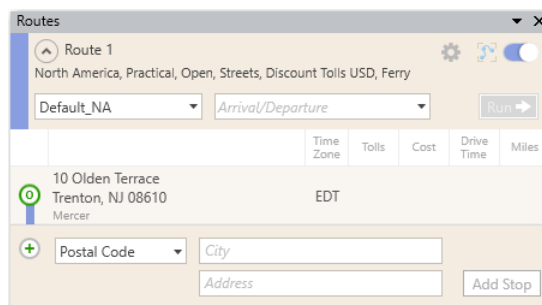 Routes
Route 1
North America, Practical, Open, Streets, Discount Tolls USD, Ferry
Default_NA Arrival/Departure Run
Time Zone Tolls Cost Drive Time Miles
10 Olden Terrace
Trenton, NJ 08610 EDT
Mercer
Postal Code City
Address Add Stop